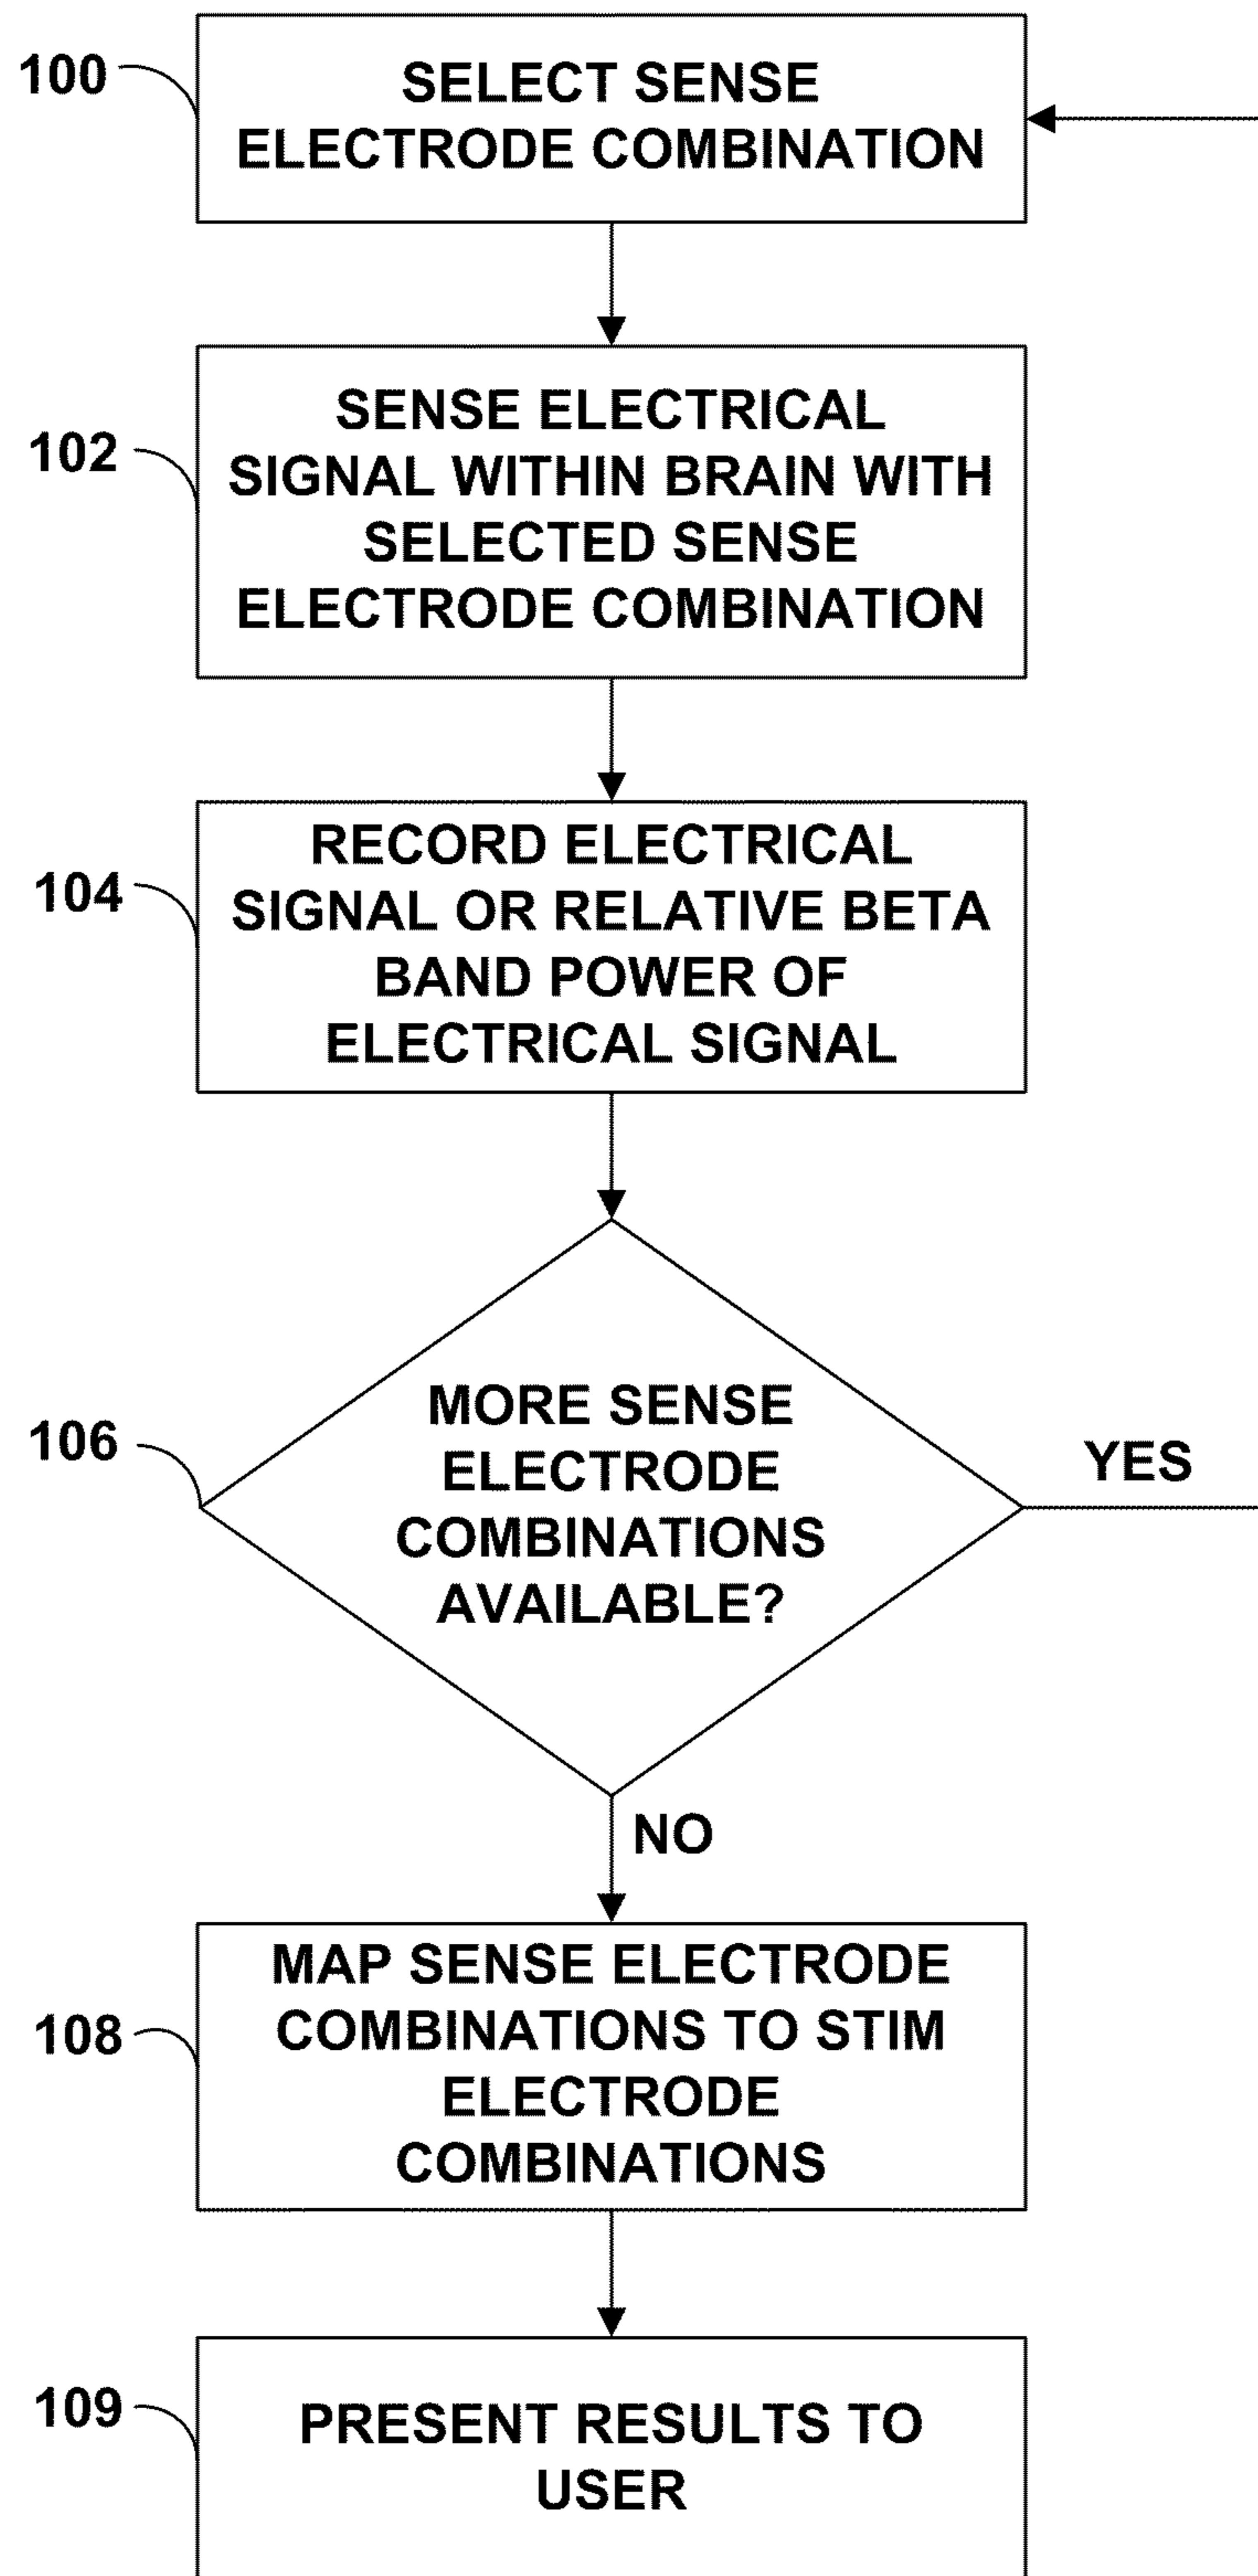 100
SELECT SENSE
ELECTRODE COMBINATION
102
SENSE ELECTRICAL
SIGNAL WITHIN BRAIN WITH
SELECTED SENSE
ELECTRODE COMBINATION
104
RECORD ELECTRICAL
SIGNAL OR RELATIVE BETA
BAND POWER OF
ELECTRICAL SIGNAL
106
MORE SENSE
ELECTRODE
COMBINATIONS
AVAILABLE?
YES
NO
108
MAP SENSE ELECTRODE
COMBINATIONS TO STIM
ELECTRODE
COMBINATIONS
109
PRESENT RESULTS TO
USER